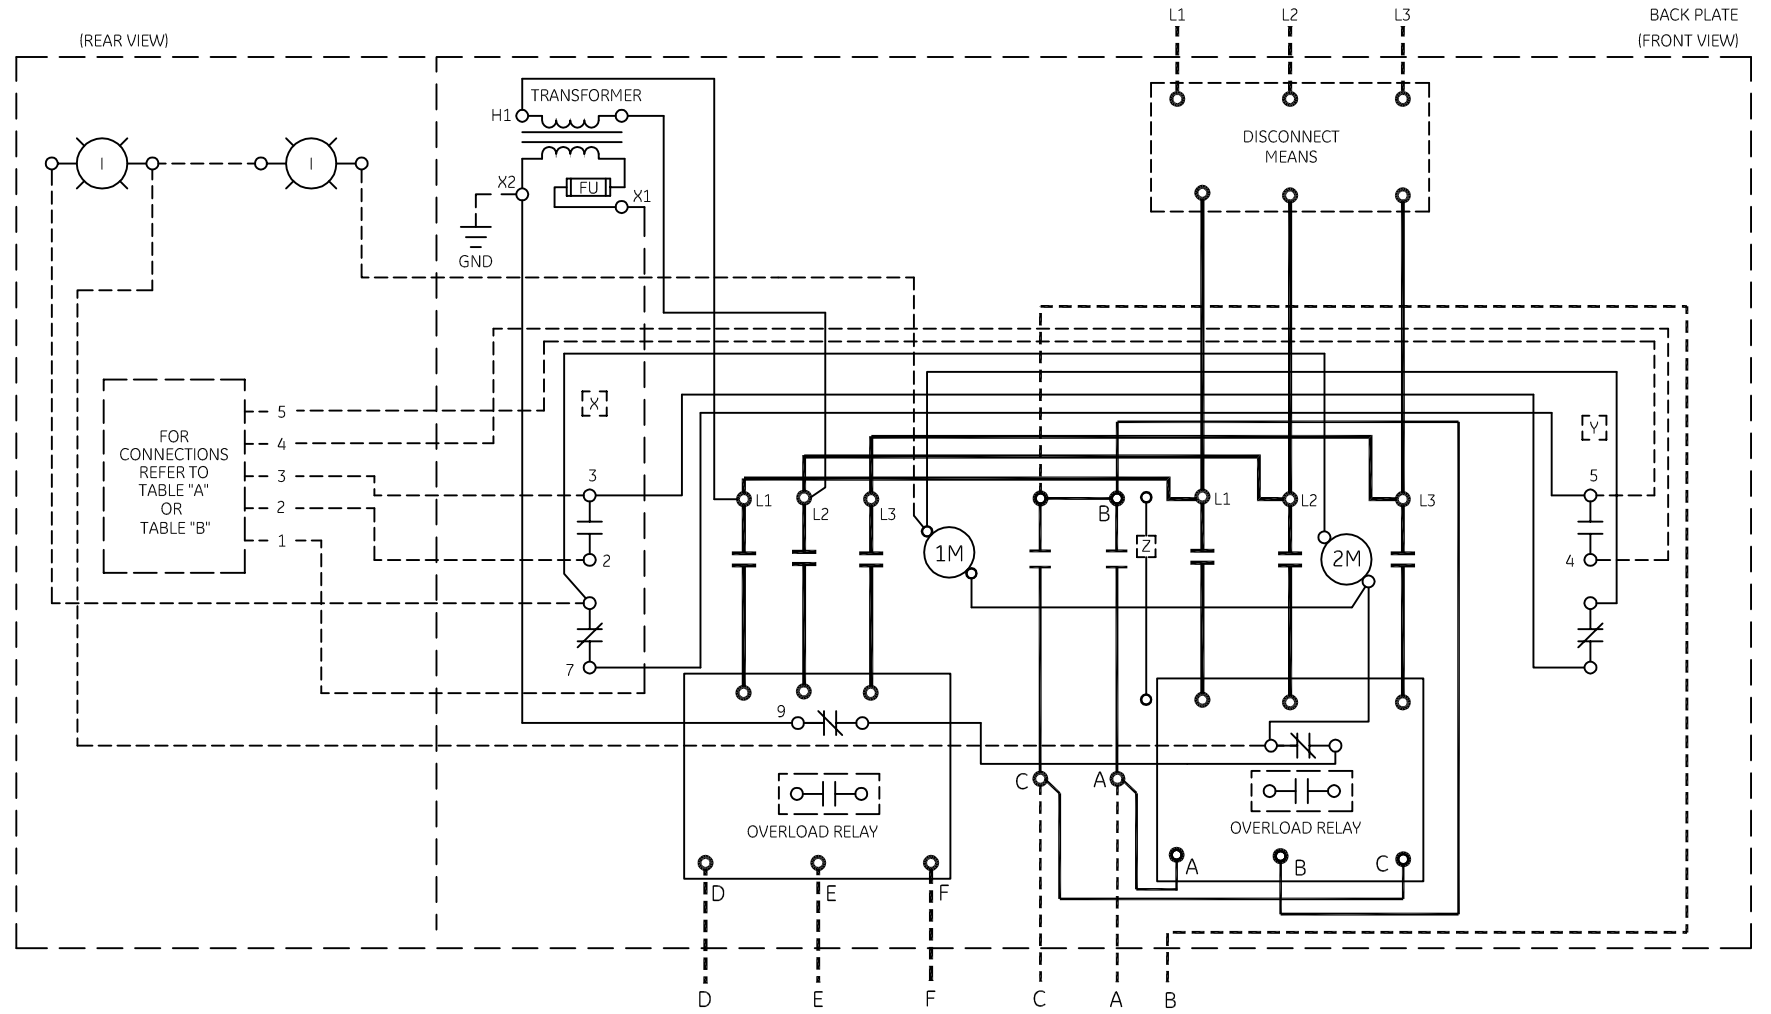 L1 L2 L3 BACK PLATE
(REAR VIEW) (FRONT VIEW)
TRANSFORMER
H1
DISCONNECT
MEANS
I I
X2 FU X1
GND
X
5
4
3
2
1
FOR
CONNECTIONS
REFER TO
TABLE "A"
OR
TABLE "B"
Y
3 5
L1 L2 L3 B L1 L2 L3
1M Z 2M
2 4
7
9
C A
OVERLOAD RELAY OVERLOAD RELAY
A B C
D E F
D E F C A B